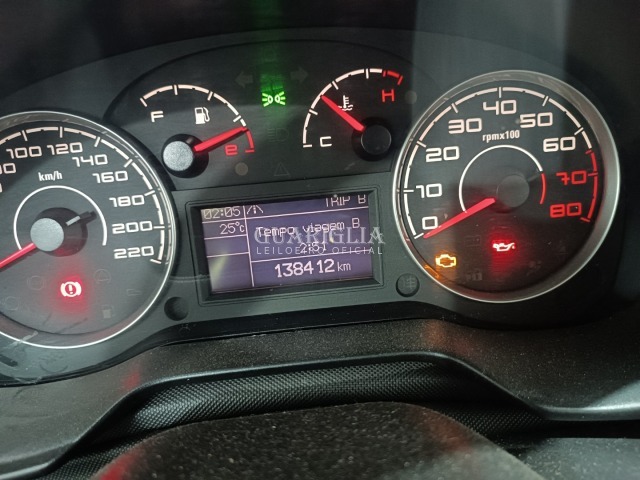 F
e
C
H
100 120
80 140
160
180
200
220
km/h
0 10 20 30 40 50 60 70 80
rpmx100
TRIP B
02:05
25°c Tempo viagem B
138412 km
GUARIGLIA
LEILOEIRO OFICIAL